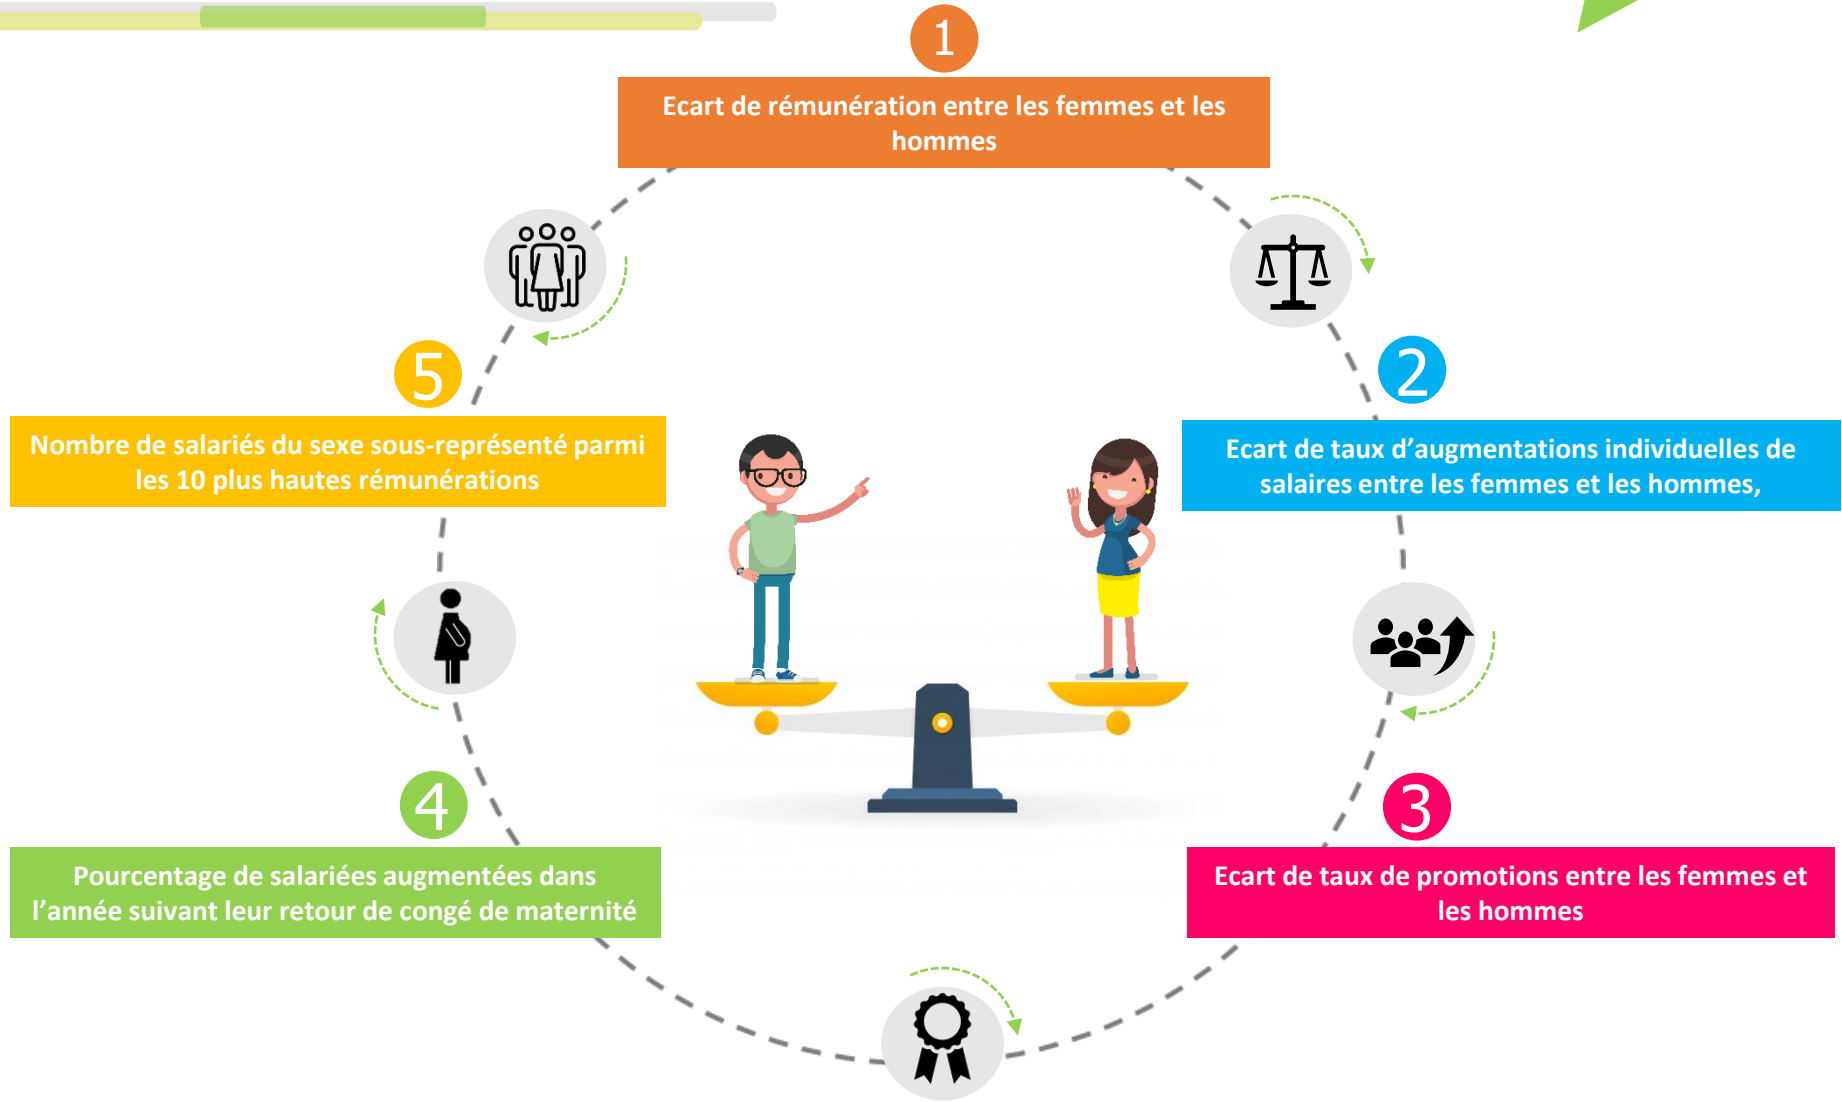 1
Ecart de rémunération entre les femmes et les
hommes
2
Ecart de taux d’augmentations individuelles de
salaires entre les femmes et les hommes,
3
Ecart de taux de promotions entre les femmes et
les hommes
4
Pourcentage de salariées augmentées dans
l’année suivant leur retour de congé de maternité
5
Nombre de salariés du sexe sous-représenté parmi
les 10 plus hautes rémunérations